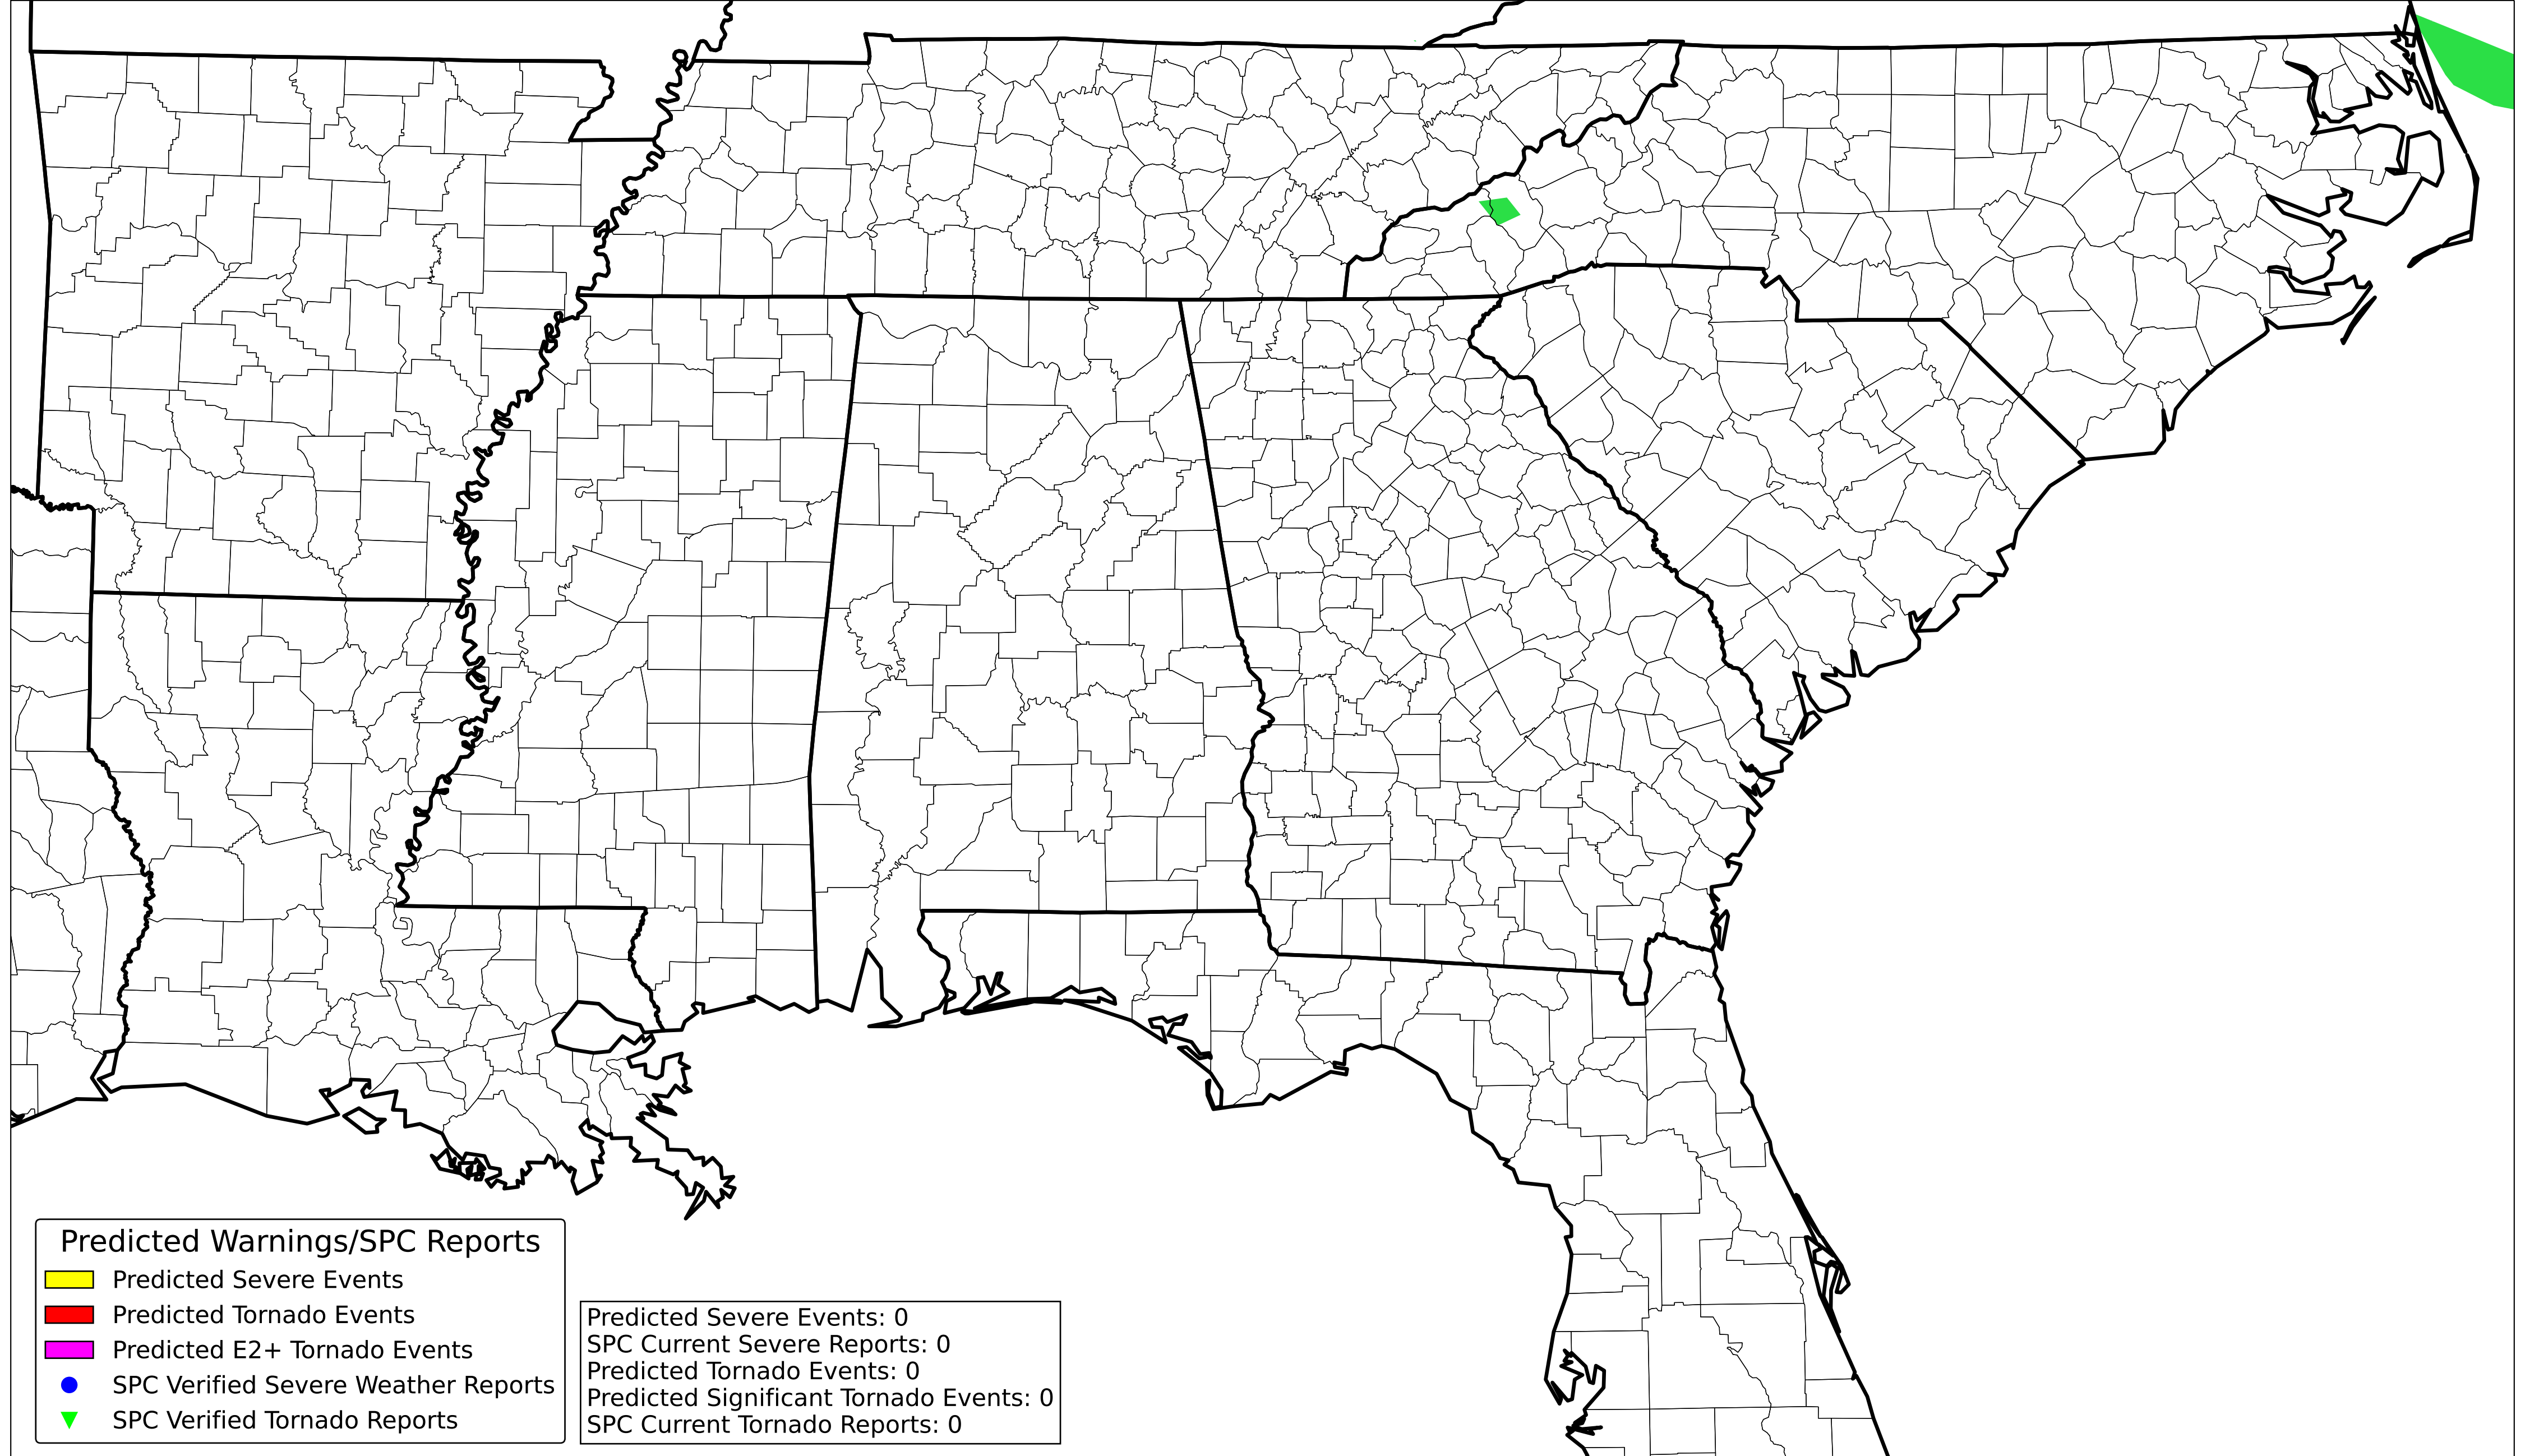 Predicted Warnings/SPC Reports
Predicted Severe Events
Predicted Tornado Events
Predicted E2+ Tornado Events
SPC Verified Severe Weather Reports
SPC Verified Tornado Reports
Predicted Severe Events: 0
SPC Current Severe Reports: 0
Predicted Tornado Events: 0
Predicted Significant Tornado Events: 0
SPC Current Tornado Reports: 0